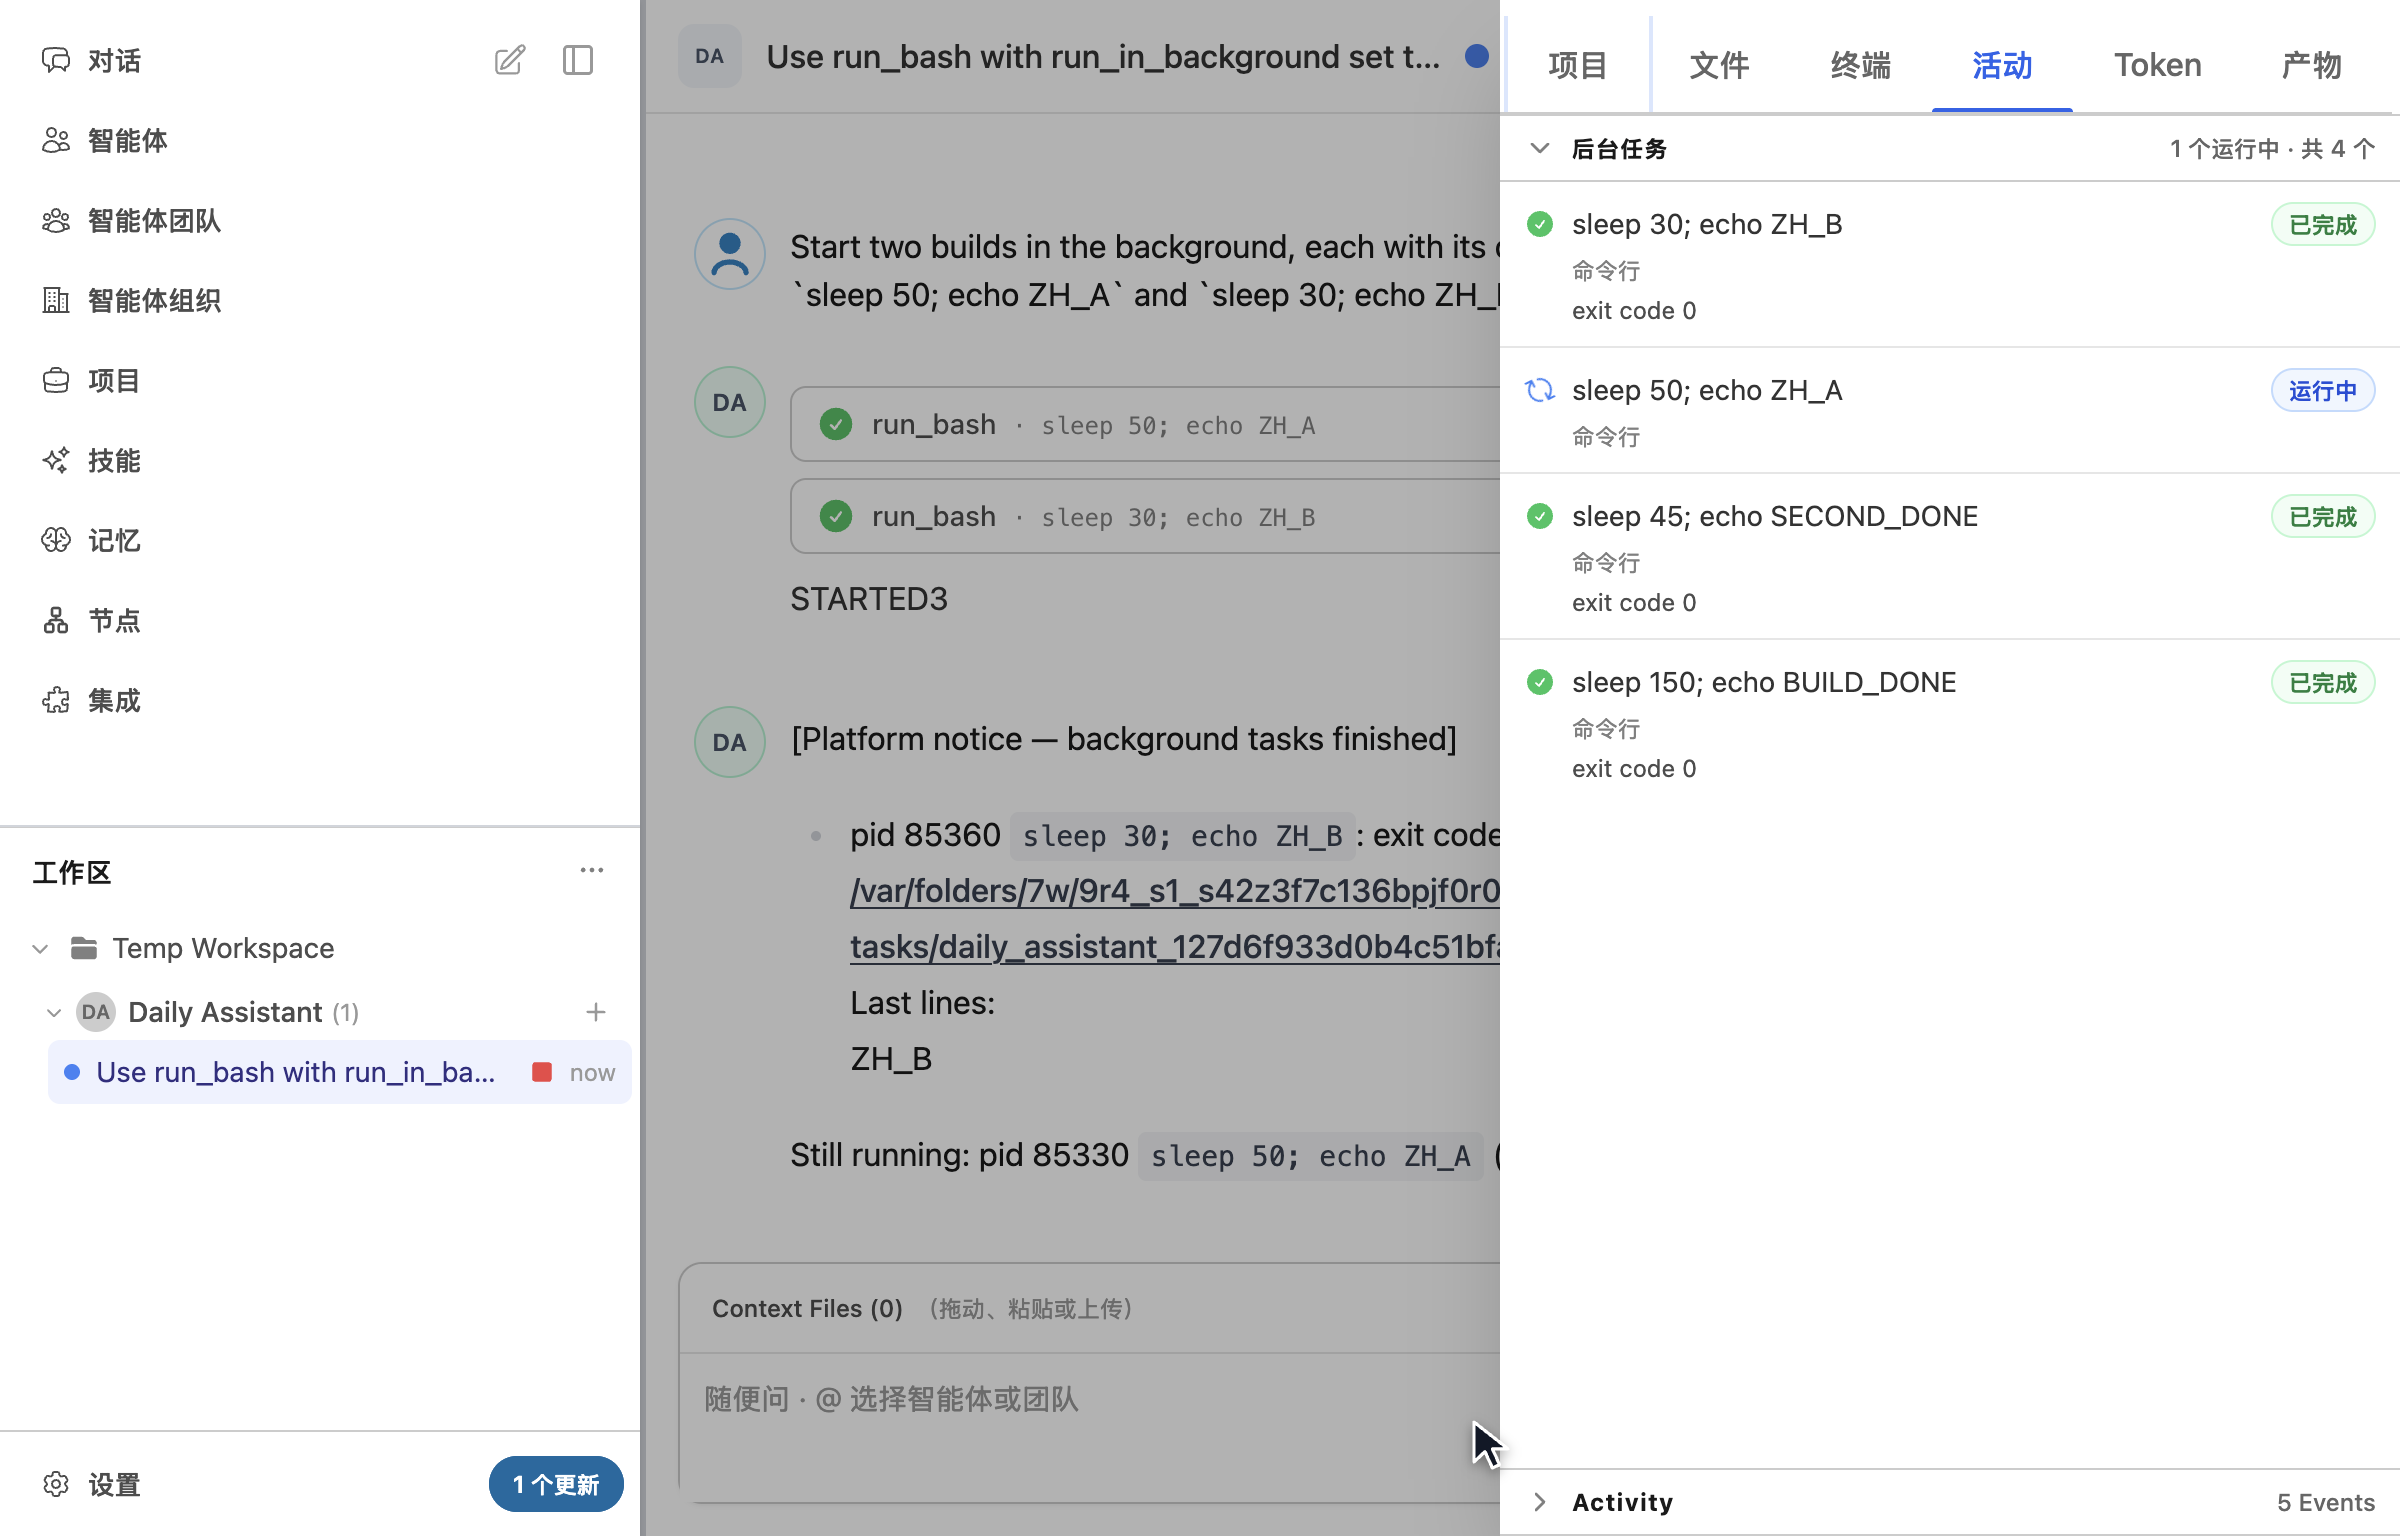 对话
智能体
智能体团队
智能体组织
项目
技能
记忆
节点
集成
工作区
Temp Workspace
DA Daily Assistant (1)
Use run_bash with run_in_ba... now
设置
1 个更新
DA Use run_bash with run_in_background set t...
Start two builds in the background, each with its
`sleep 50; echo ZH_A` and `sleep 30; echo ZH_
DA
run_bash · sleep 50; echo ZH_A
run_bash · sleep 30; echo ZH_B
STARTED3
DA
[Platform notice — background tasks finished]
pid 85360 sleep 30; echo ZH_B : exit code
/var/folders/7w/9r4_s1_s42z3f7c136bpjf0r0
tasks/daily_assistant_127d6f933d0b4c51bf
Last lines:
ZH_B
Still running: pid 85330 sleep 50; echo ZH_A (
Context Files (0) （拖动、粘贴或上传）
随便问 · @ 选择智能体或团队
项目 文件 终端 活动 Token 产物
后台任务 1 个运行中 · 共 4 个
sleep 30; echo ZH_B 已完成
命令行
exit code 0
sleep 50; echo ZH_A 运行中
命令行
sleep 45; echo SECOND_DONE 已完成
命令行
exit code 0
sleep 150; echo BUILD_DONE 已完成
命令行
exit code 0
Activity 5 Events